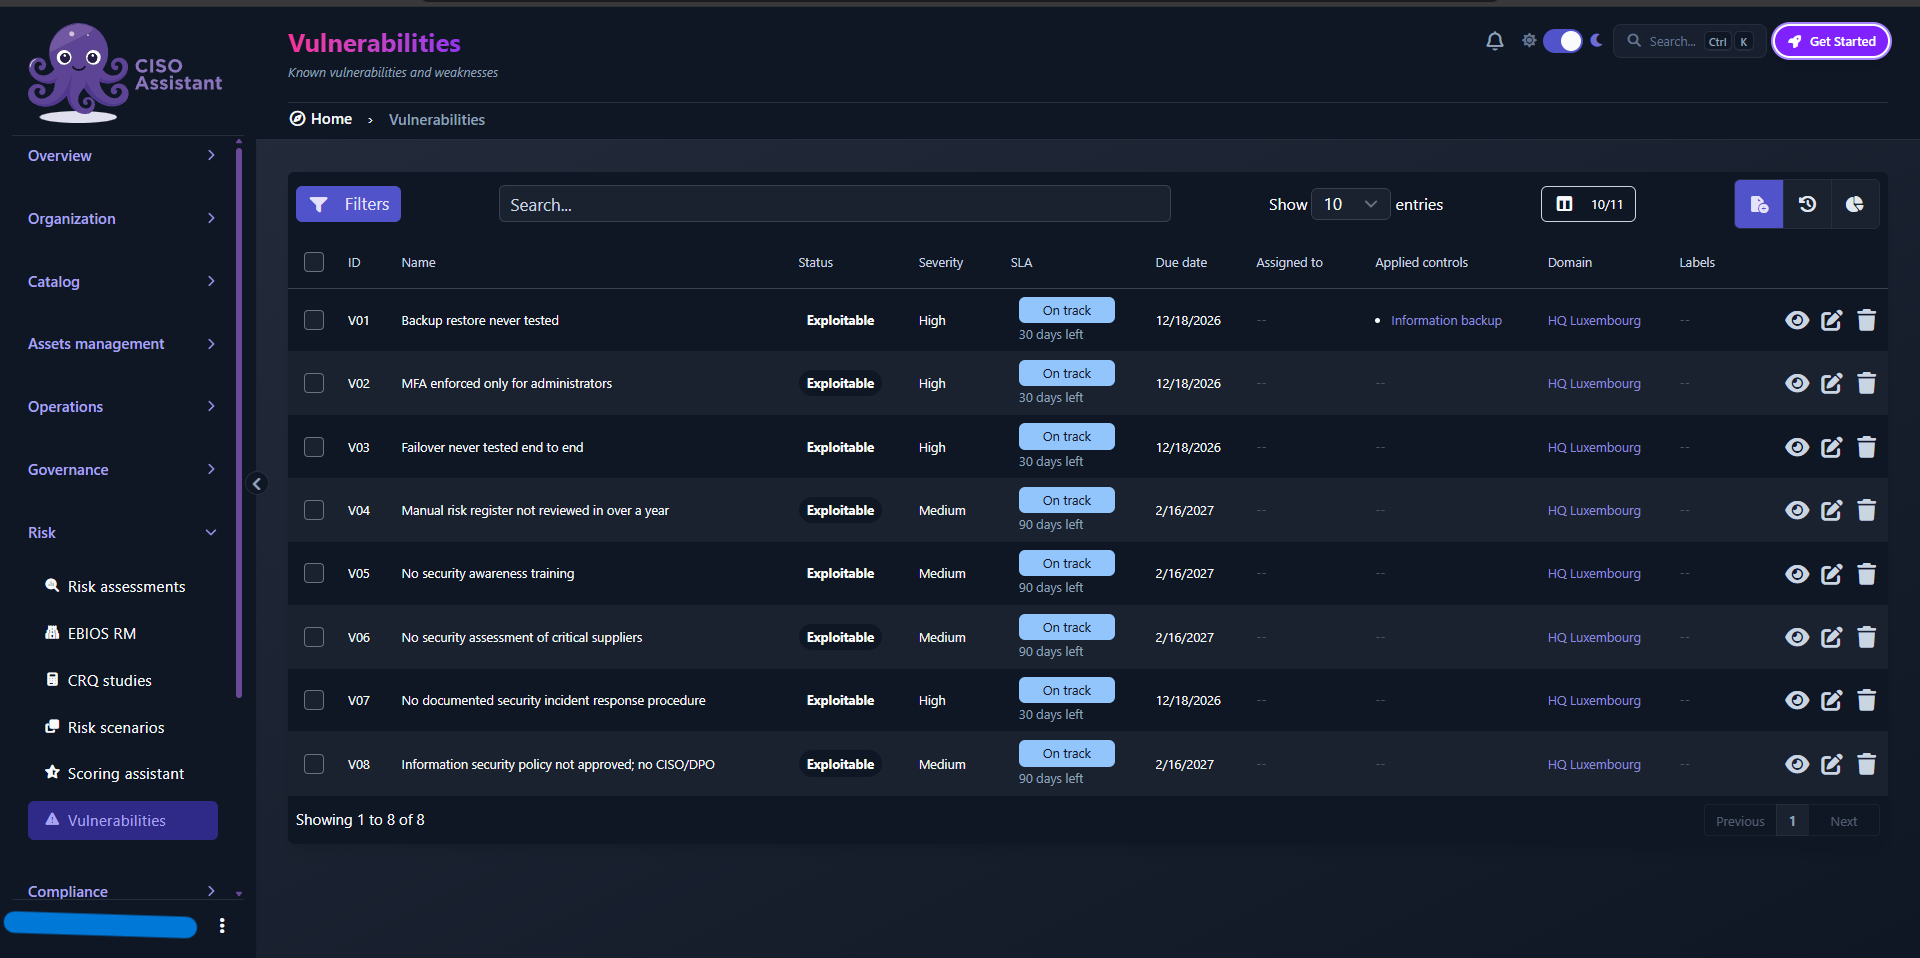 CISO
Assistant
Vulnerabilities
Known vulnerabilities and weaknesses
Search... Ctrl K
Get Started
Home › Vulnerabilities
Overview
Organization
Catalog
Assets management
Operations
Governance
Risk
Risk assessments
EBIOS RM
CRQ studies
Risk scenarios
Scoring assistant
Vulnerabilities
Compliance
Filters Search... Show 10 entries 10/11
ID Name Status Severity SLA Due date Assigned to Applied controls Domain Labels
V01 Backup restore never tested Exploitable High On track 12/18/2026 -- • Information backup HQ Luxembourg --
30 days left
V02 MFA enforced only for administrators Exploitable High On track 12/18/2026 -- -- HQ Luxembourg --
30 days left
V03 Failover never tested end to end Exploitable High On track 12/18/2026 -- -- HQ Luxembourg --
30 days left
V04 Manual risk register not reviewed in over a year Exploitable Medium On track 2/16/2027 -- -- HQ Luxembourg --
90 days left
V05 No security awareness training Exploitable Medium On track 2/16/2027 -- -- HQ Luxembourg --
90 days left
V06 No security assessment of critical suppliers Exploitable Medium On track 2/16/2027 -- -- HQ Luxembourg --
90 days left
V07 No documented security incident response procedure Exploitable High On track 12/18/2026 -- -- HQ Luxembourg --
30 days left
V08 Information security policy not approved; no CISO/DPO Exploitable Medium On track 2/16/2027 -- -- HQ Luxembourg --
90 days left
Showing 1 to 8 of 8
Previous 1 Next